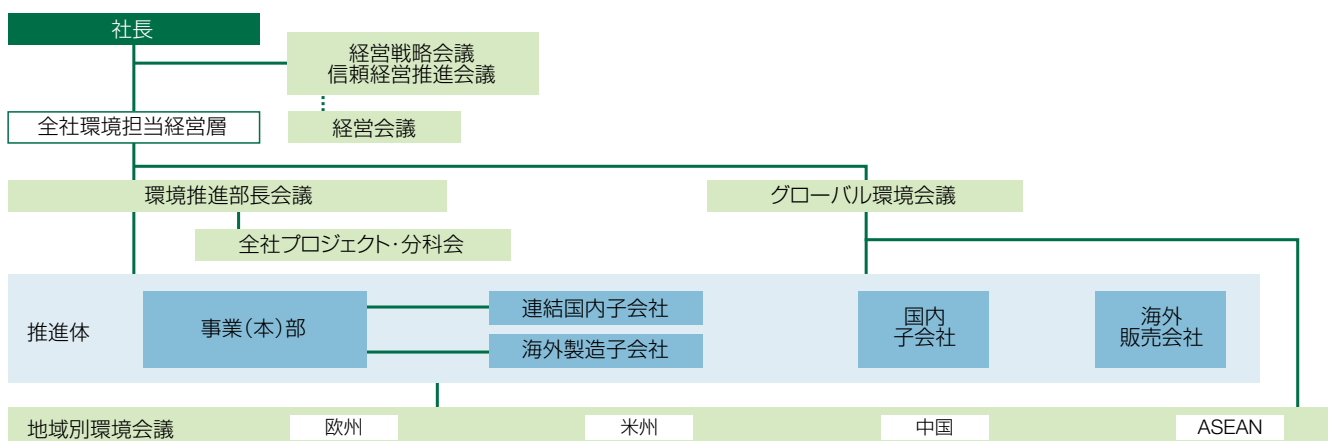 社長
経営戦略会議
信頼経営推進会議
全社環境担当経営層
経営会議
環境推進部長会議
グローバル環境会議
全社プロジェクト・分科会
推進体
事業(本)部
連結国内子会社
海外製造子会社
国内
子会社
海外
販売会社
地域別環境会議
欧州
米州
中国
ASEAN